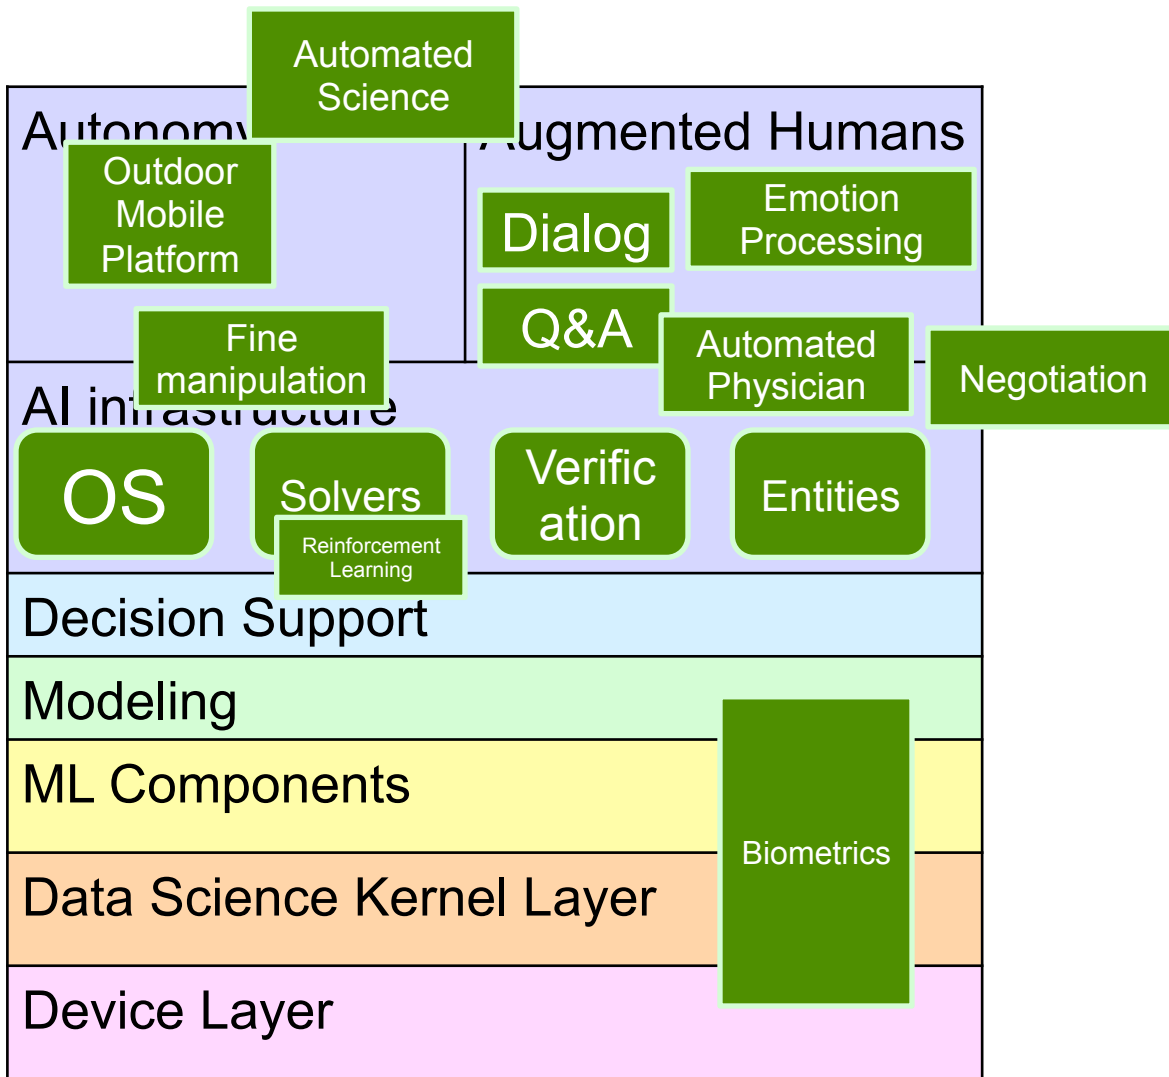 Automated
Science
Autonomy
Augmented Humans
Outdoor
Mobile
Platform
Dialog
Emotion
Processing
Q&A
Fine
manipulation
Automated
Physician
Negotiation
AI infrastructure
OS
Solvers
Verific
ation
Entities
Reinforcement
Learning
Decision Support
Modeling
ML Components
Biometrics
Data Science Kernel Layer
Device Layer